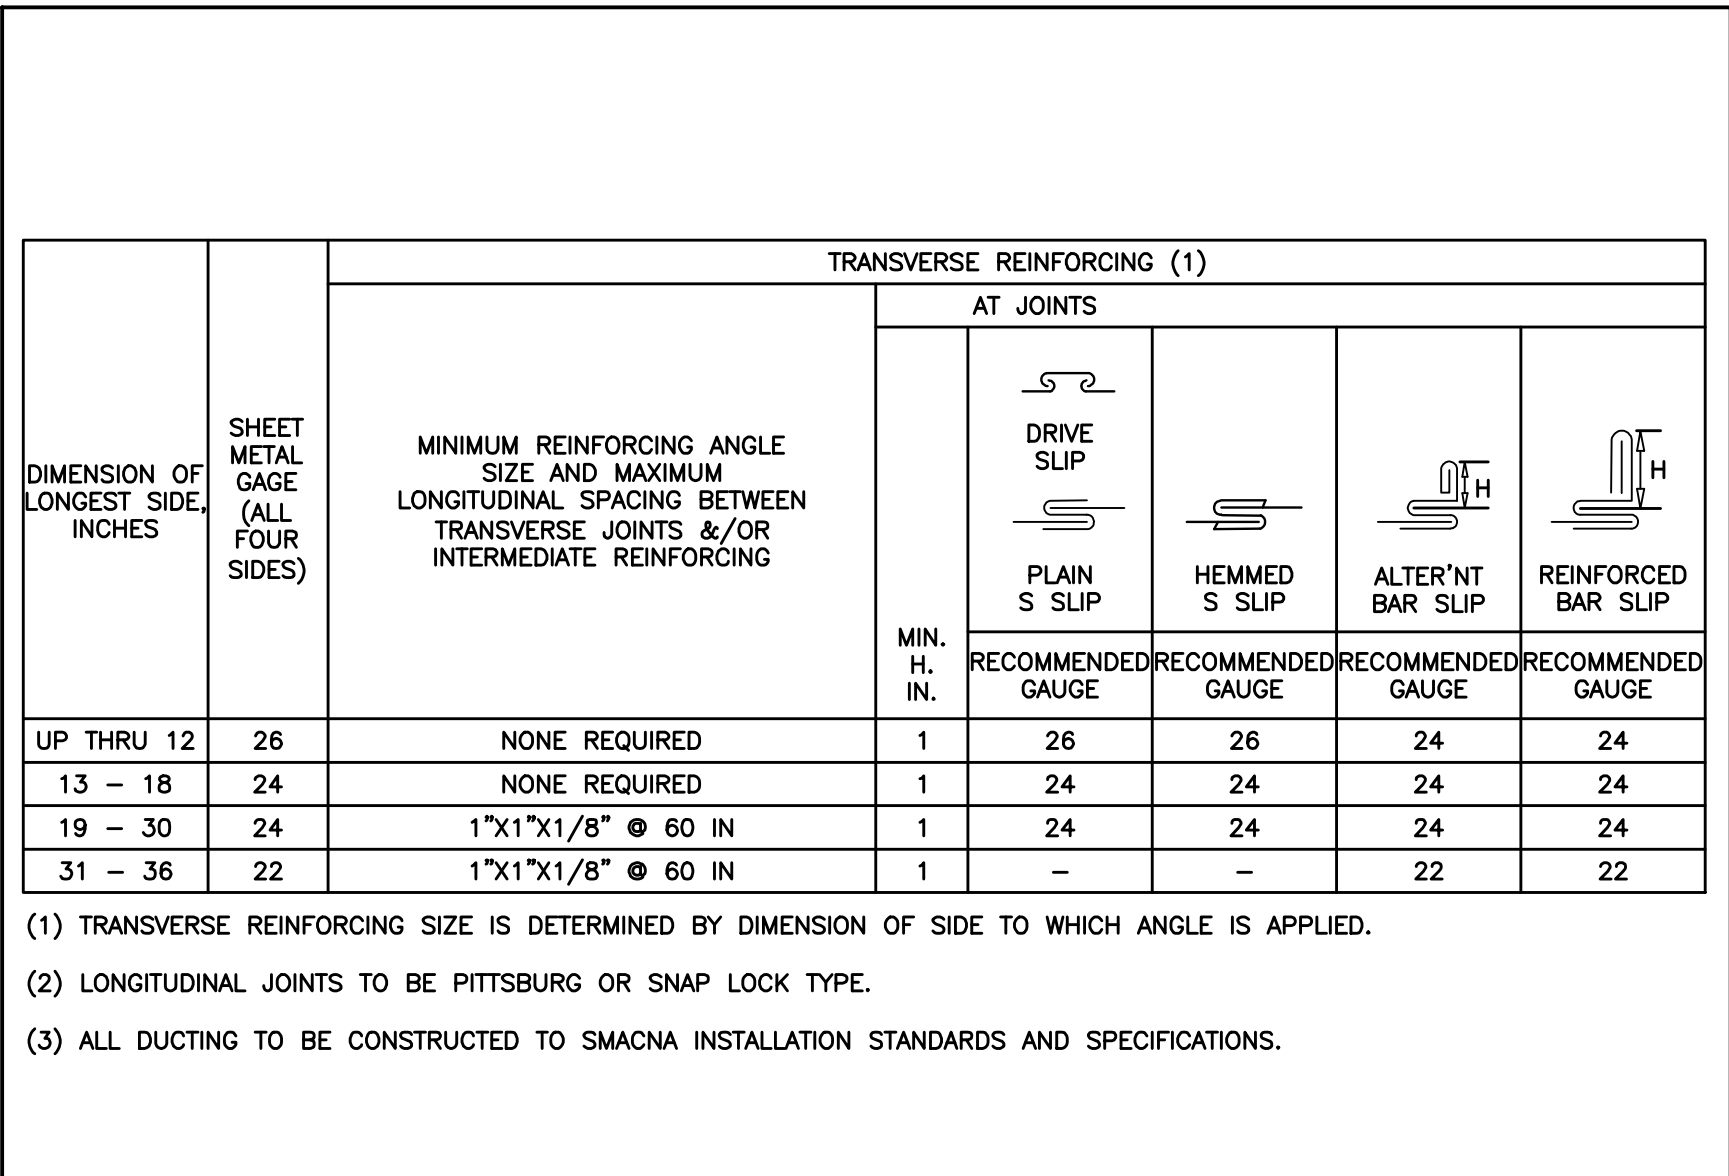 TRANSVERSE REINFORCING (1)
AT JOINTS
DIMENSION OF
LONGEST SIDE,
INCHES
SHEET
METAL
GAGE
(ALL
FOUR
SIDES)
MINIMUM REINFORCING ANGLE
SIZE AND MAXIMUM
LONGITUDINAL SPACING BETWEEN
TRANSVERSE JOINTS &/OR
INTERMEDIATE REINFORCING
MIN.
H.
IN.
DRIVE
SLIP
PLAIN
S SLIP
HEMMED
S SLIP
H
ALTER'NT
BAR SLIP
H
REINFORCED
BAR SLIP
RECOMMENDED
GAUGE
RECOMMENDED
GAUGE
RECOMMENDED
GAUGE
RECOMMENDED
GAUGE
UP THRU 12 26 NONE REQUIRED 1 26 26 24 24
13 – 18 24 NONE REQUIRED 1 24 24 24 24
19 – 30 24 1"X1"X1/8" @ 60 IN 1 24 24 24 24
31 – 36 22 1"X1"X1/8" @ 60 IN 1 – – 22 22
(1) TRANSVERSE REINFORCING SIZE IS DETERMINED BY DIMENSION OF SIDE TO WHICH ANGLE IS APPLIED.
(2) LONGITUDINAL JOINTS TO BE PITTSBURG OR SNAP LOCK TYPE.
(3) ALL DUCTING TO BE CONSTRUCTED TO SMACNA INSTALLATION STANDARDS AND SPECIFICATIONS.